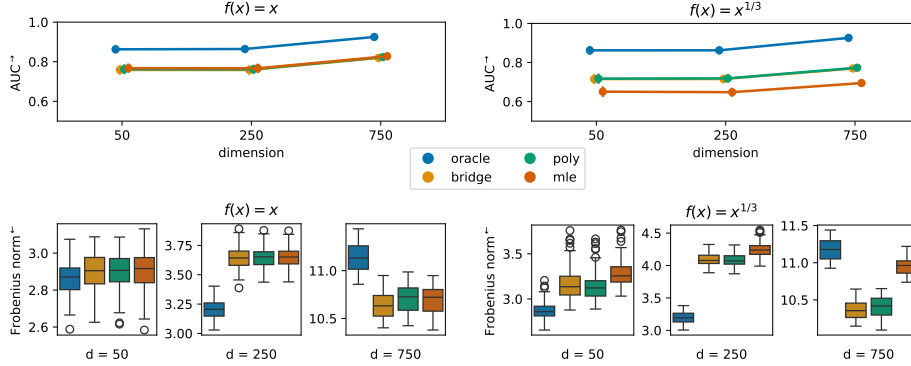 f(x) = x
f(x) = x^{1/3}
AUC→
1.0
0.8
0.6
50
250
750
dimension
AUC→
1.0
0.8
0.6
50
250
750
dimension
oracle
poly
bridge
mle
f(x) = x
f(x) = x^{1/3}
Frobenius norm←
3.0
2.8
2.6
d = 50
3.75
3.50
3.25
3.00
d = 250
11.0
10.5
d = 750
Frobenius norm←
3.5
3.0
d = 50
4.5
4.0
3.5
3.0
d = 250
11.5
11.0
10.5
d = 750